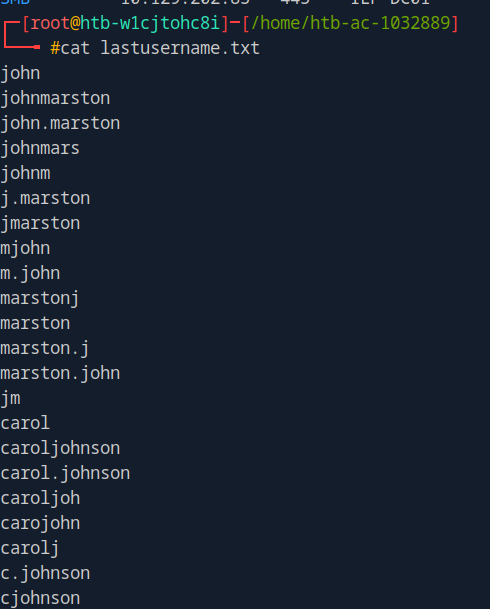 SMB 10.129.202.85 445 ILF-DC01
[root@htb-w1cjtohc8i]─[/home/htb-ac-1032889]
#cat lastusername.txt
john
johnmarston
john.marston
johnmars
johnm
j.marston
jmarston
mjohn
m.john
marstonj
marston
marston.j
marston.john
jm
carol
caroljohnson
carol.johnson
caroljoh
carojohn
carolj
c.johnson
cjohnson